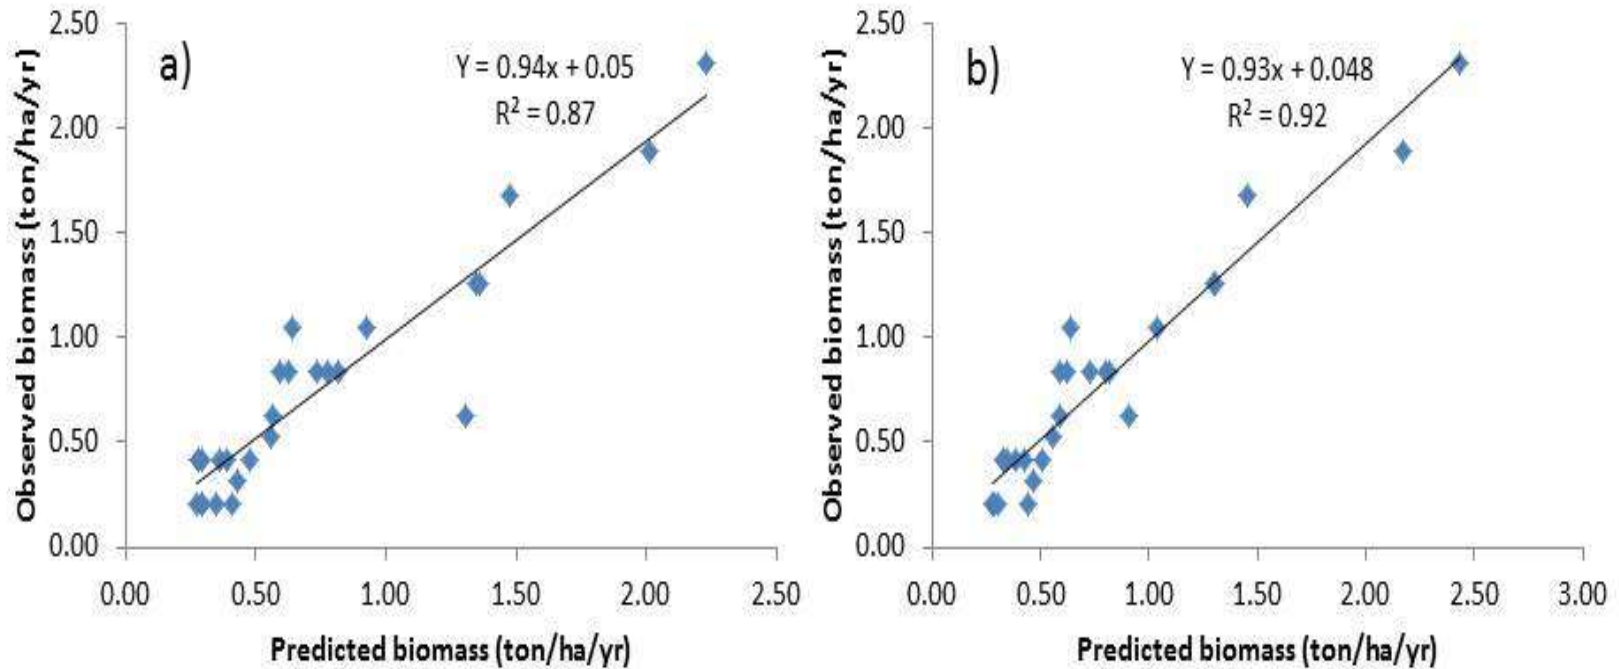 a)
Y = 0.94x + 0.05
R² = 0.87
Observed biomass (ton/ha/yr)
2.50
2.00
1.50
1.00
0.50
0.00
0.00 0.50 1.00 1.50 2.00 2.50
Predicted biomass (ton/ha/yr)
b)
Y = 0.93x + 0.048
R² = 0.92
Observed biomass (ton/ha/yr)
2.50
2.00
1.50
1.00
0.50
0.00
0.00 0.50 1.00 1.50 2.00 2.50 3.00
Predicted biomass (ton/ha/yr)